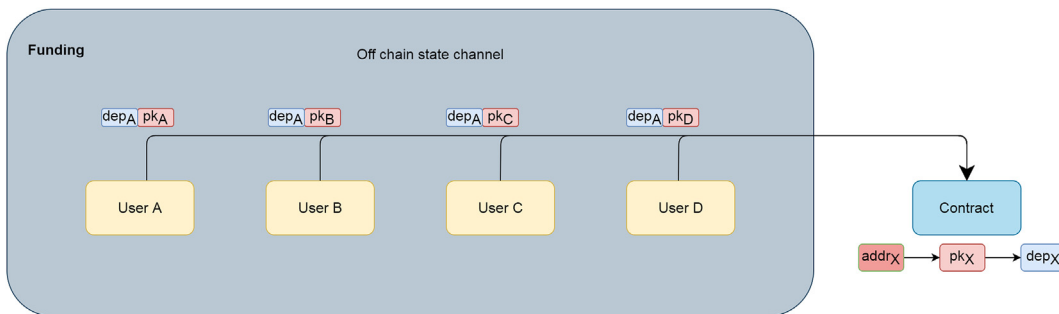 Funding
Off chain state channel
depA pkA
depA pkB
depA pkC
depA pkD
User A
User B
User C
User D
Contract
addrX
pkX
depX